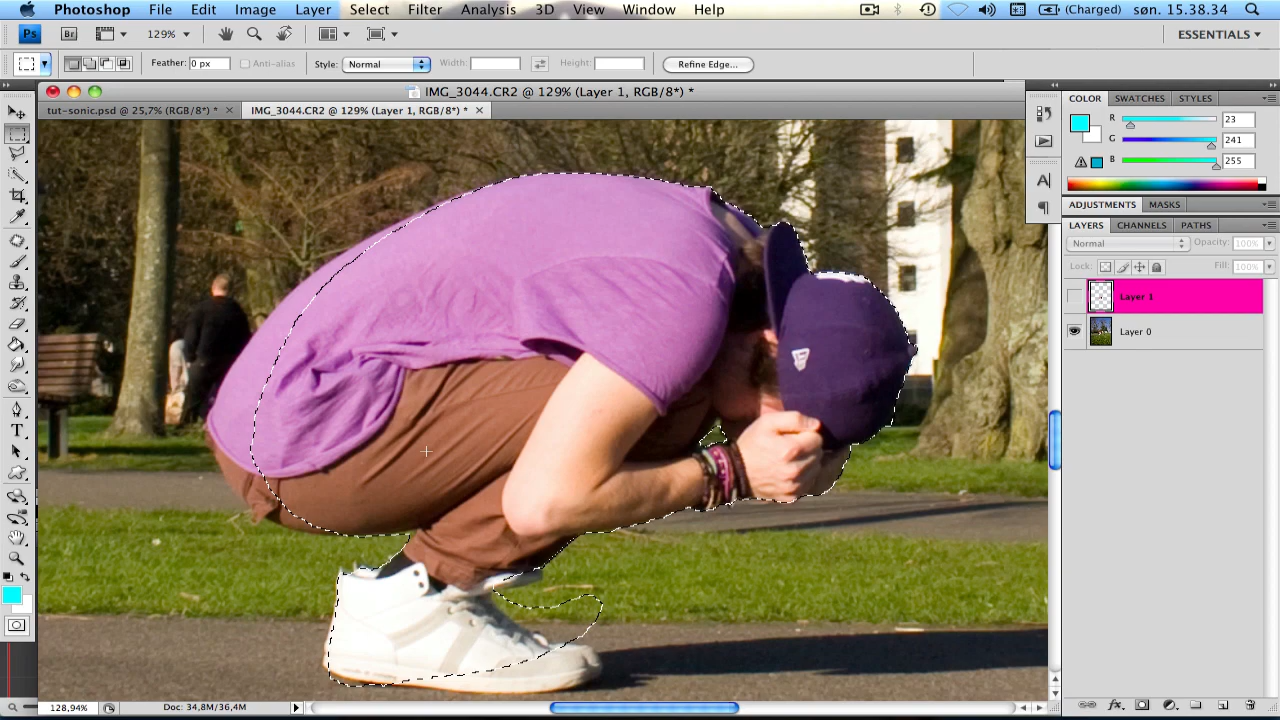 Photoshop File Edit Image Layer Select Filter Analysis 3D View Window Help (Charged) søn. 15.38.34
Ps Br 129% ESSENTIALS
Feather: 0 px Anti-alias Style: Normal Width: Height: Refine Edge...
IMG_3044.CR2 @ 129% (Layer 1, RGB/8*) *
tut-sonic.psd @ 25,7% (RGB/8*) * IMG_3044.CR2 @ 129% (Layer 1, RGB/8*) *
COLOR SWATCHES STYLES
R 23
G 241
B 255
ADJUSTMENTS MASKS
LAYERS CHANNELS PATHS
Normal Opacity: 100%
Lock: Fill: 100%
Layer 1
Layer 0
128,94% Doc: 34,8M/36,4M